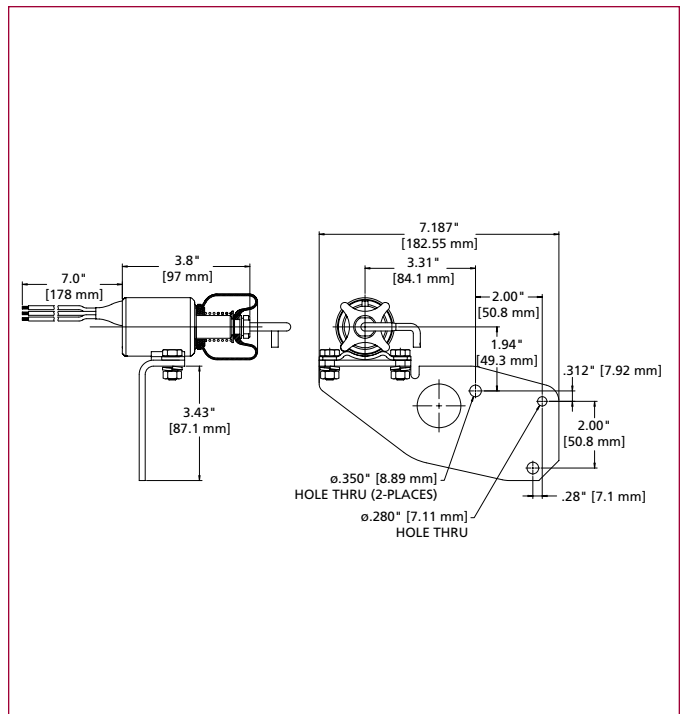 7.187"
[182.55 mm]
3.8"
[97 mm]
3.31"
[84.1 mm]
7.0"
[178 mm]
2.00"
[50.8 mm]
1.94"
[49.3 mm]
.312" [7.92 mm]
3.43"
[87.1 mm]
2.00"
[50.8 mm]
ø.350" [8.89 mm]
HOLE THRU (2-PLACES)
.28" [7.1 mm]
ø.280" [7.11 mm]
HOLE THRU